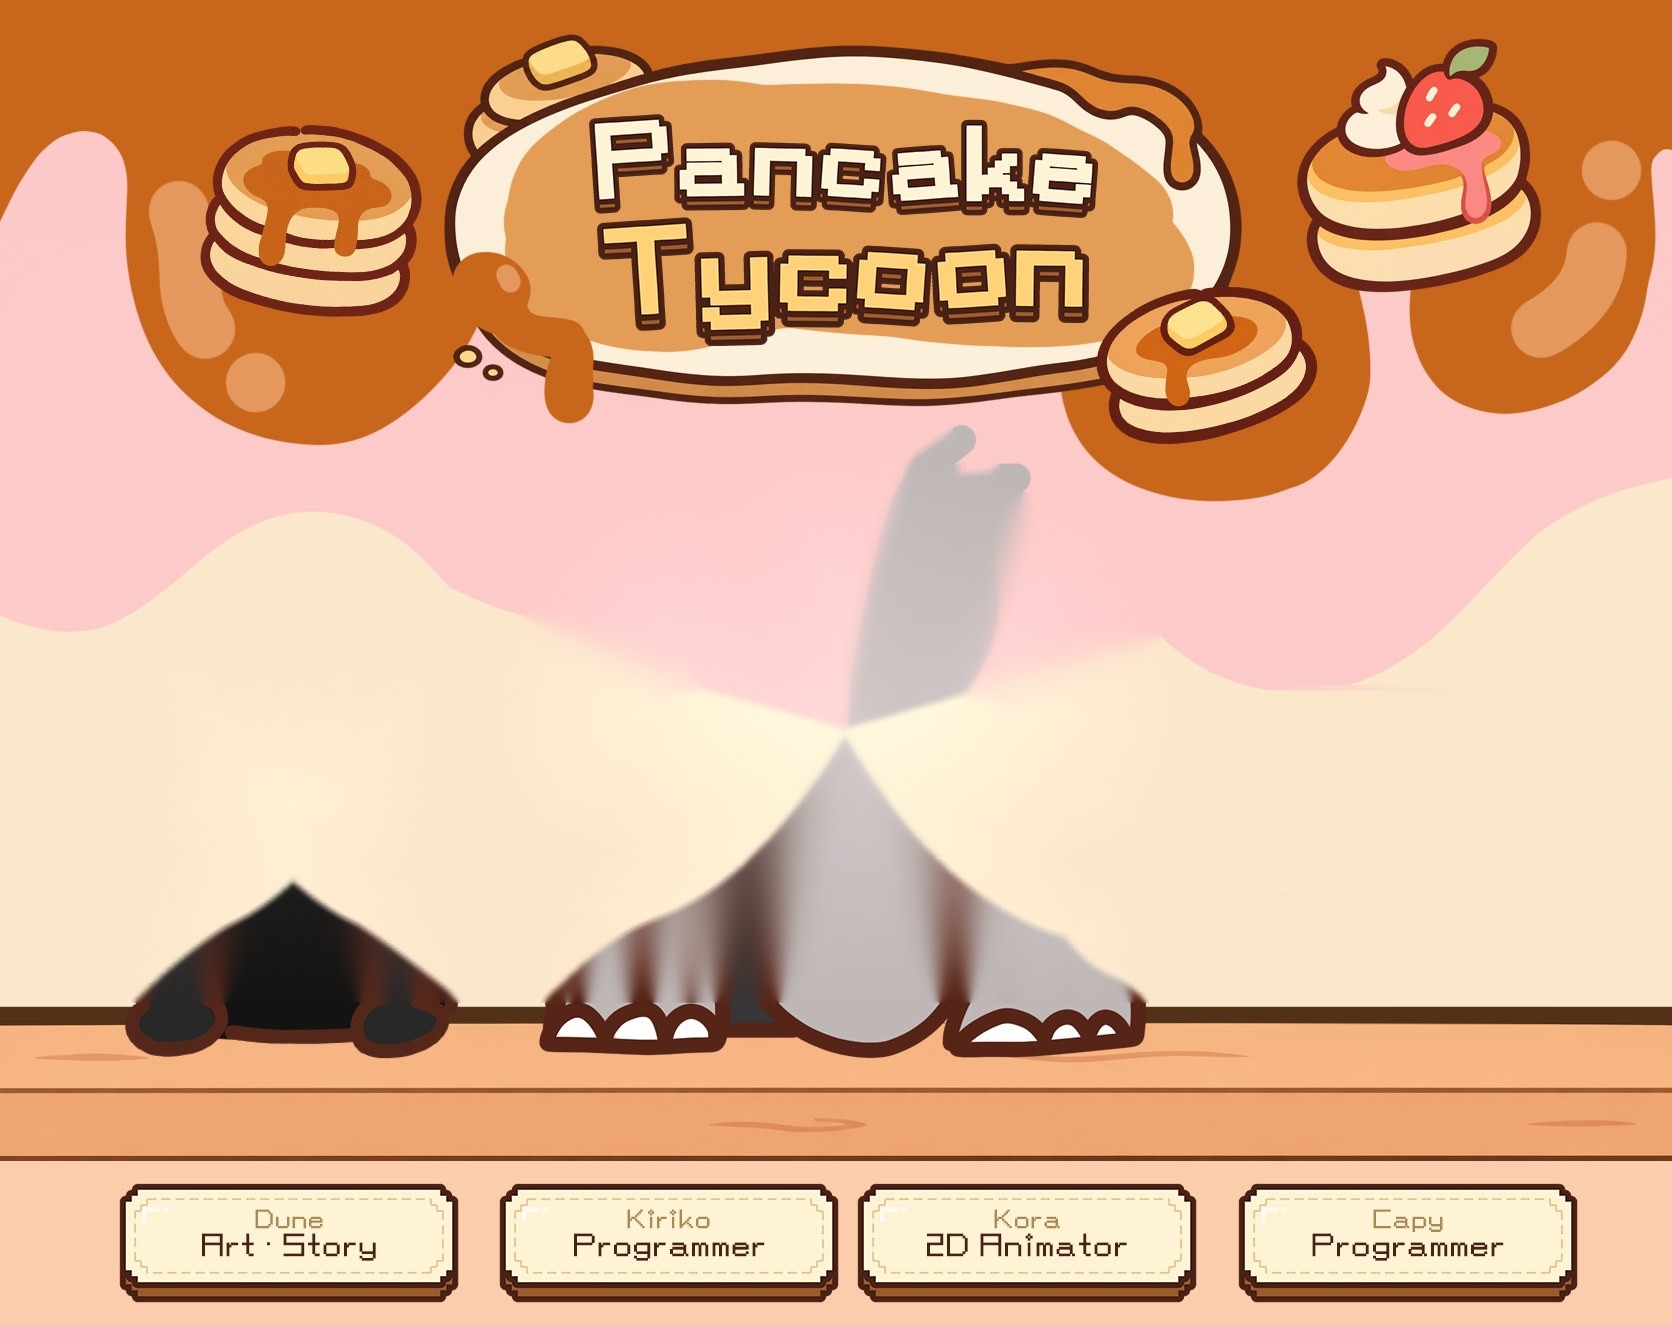 Pancake
Tycoon
Dune
Art · Story
Kiriko
Programmer
Kora
2D Animator
Capy
Programmer